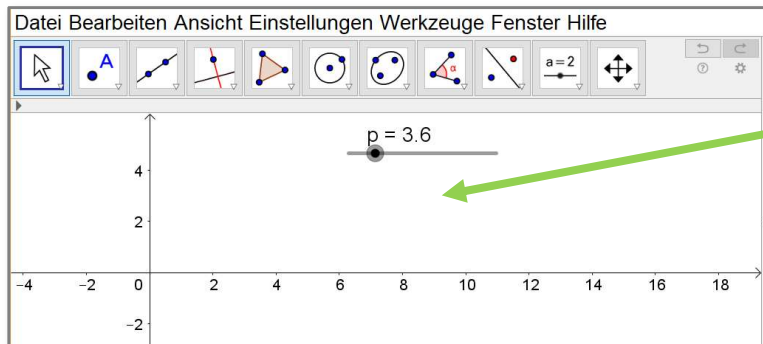 Datei Bearbeiten Ansicht Einstellungen Werkzeuge Fenster Hilfe
A α a = 2
p = 3.6
4
2
−4 −2 0 2 4 6 8 10 12 14 16 18
−2